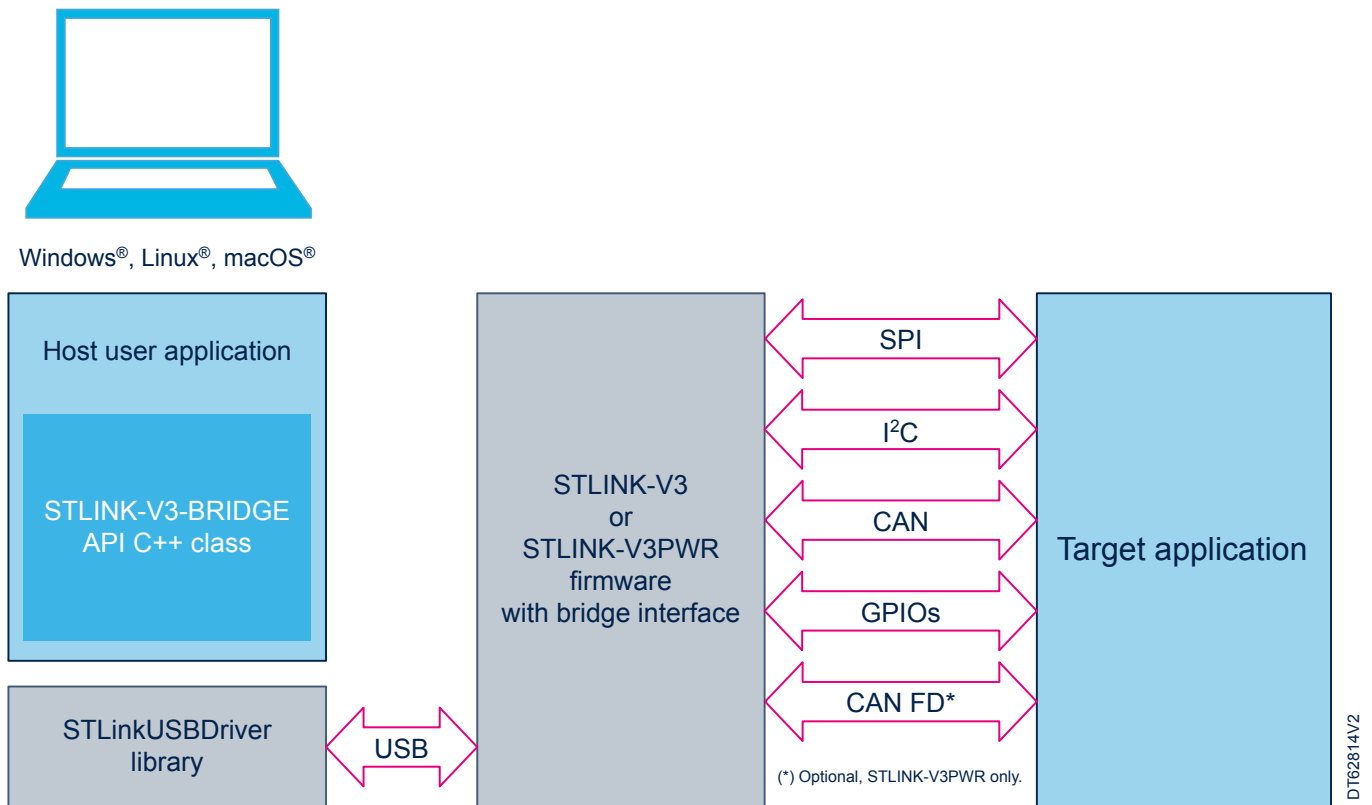 Windows®, Linux®, macOS®
Host user application
STLINK-V3-BRIDGE
API C++ class
STLinkUSBDriver
library
USB
STLINK-V3
or
STLINK-V3PWR
firmware
with bridge interface
SPI
I²C
CAN
GPIOs
CAN FD*
(*) Optional, STLINK-V3PWR only.
Target application
DT62814V2